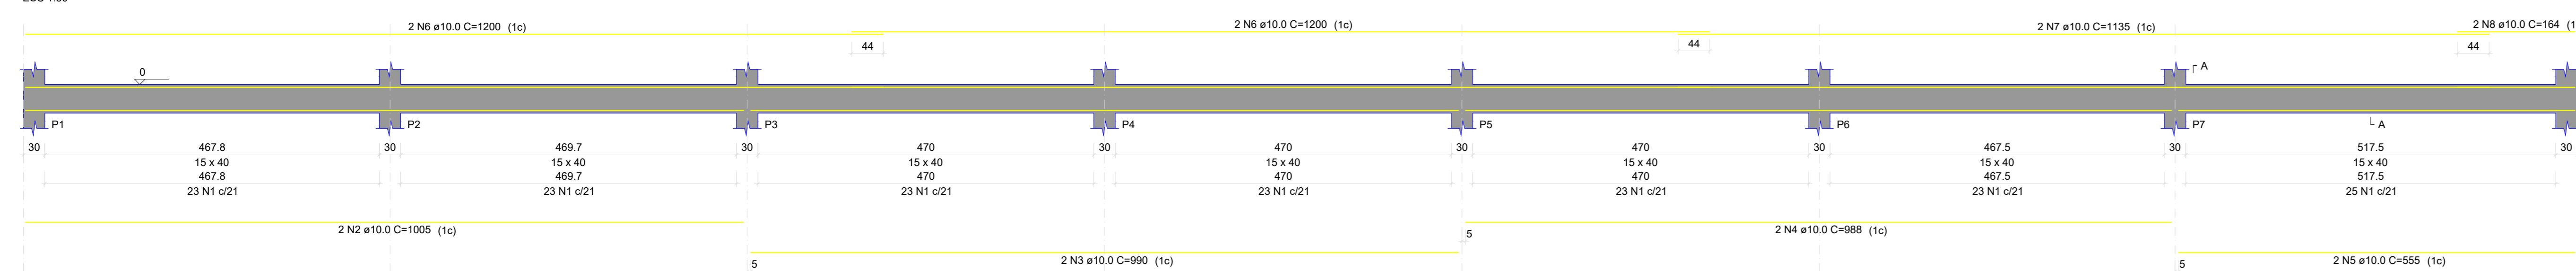 2 N6 ø10.0 C=1200 (1c) 2 N6 ø10.0 C=1200 (1c) 2 N7 ø10.0 C=1135 (1c) 2 N8 ø10.0 C=164
44 44 44
0 A
P1 P2 P3 P4 P5 P6 P7 A
30 467.8 30 469.7 30 470 30 470 30 470 30 467.5 30 517.5 30
15 x 40 15 x 40 15 x 40 15 x 40 15 x 40 15 x 40 15 x 40
467.8 469.7 470 470 470 467.5 517.5
23 N1 c/21 23 N1 c/21 23 N1 c/21 23 N1 c/21 23 N1 c/21 23 N1 c/21 25 N1 c/21
2 N2 ø10.0 C=1005 (1c) 5 2 N4 ø10.0 C=988 (1c)
5 2 N3 ø10.0 C=990 (1c) 5 2 N5 ø10.0 C=555 (1c)